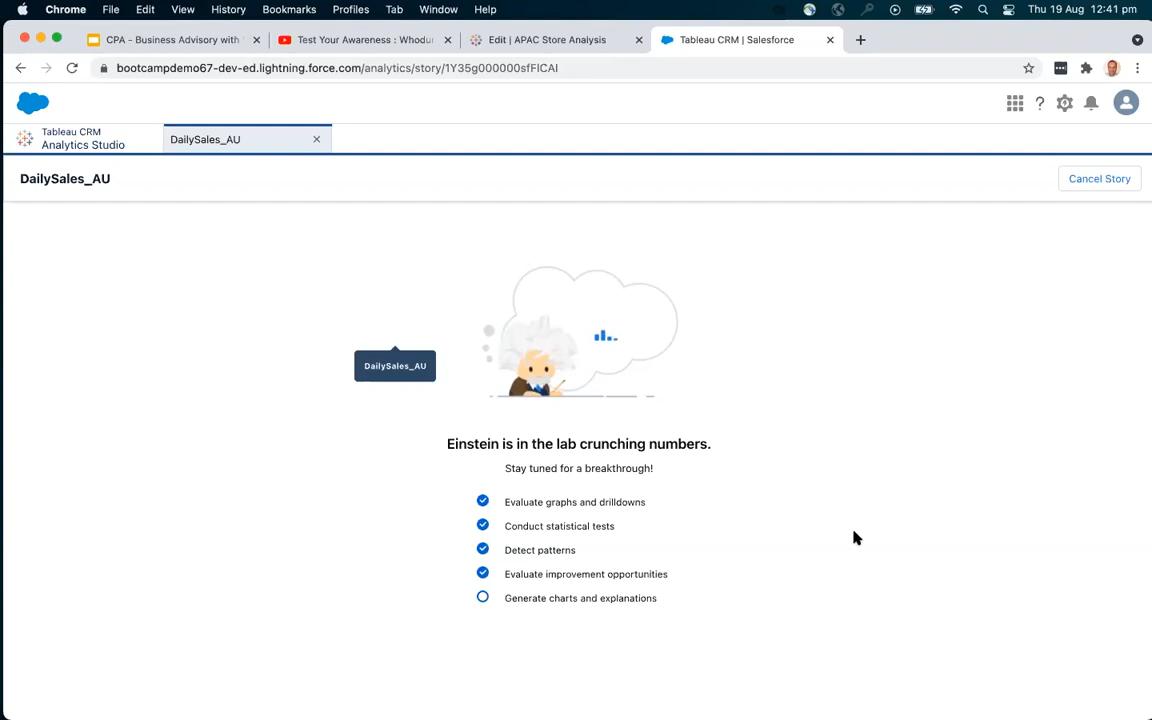 Chrome File Edit View History Bookmarks Profiles Tab Window Help Thu 19 Aug 12:41 pm
CPA - Business Advisory with Test Your Awareness : Whodu Edit | APAC Store Analysis Tableau CRM | Salesforce
bootcampdemo67-dev-ed.lightning.force.com/analytics/story/1Y35g000000sfFICAI
?
Tableau CRM
Analytics Studio
DailySales_AU
DailySales_AU
Cancel Story
DailySales_AU
Einstein is in the lab crunching numbers.
Stay tuned for a breakthrough!
Evaluate graphs and drilldowns
Conduct statistical tests
Detect patterns
Evaluate improvement opportunities
Generate charts and explanations